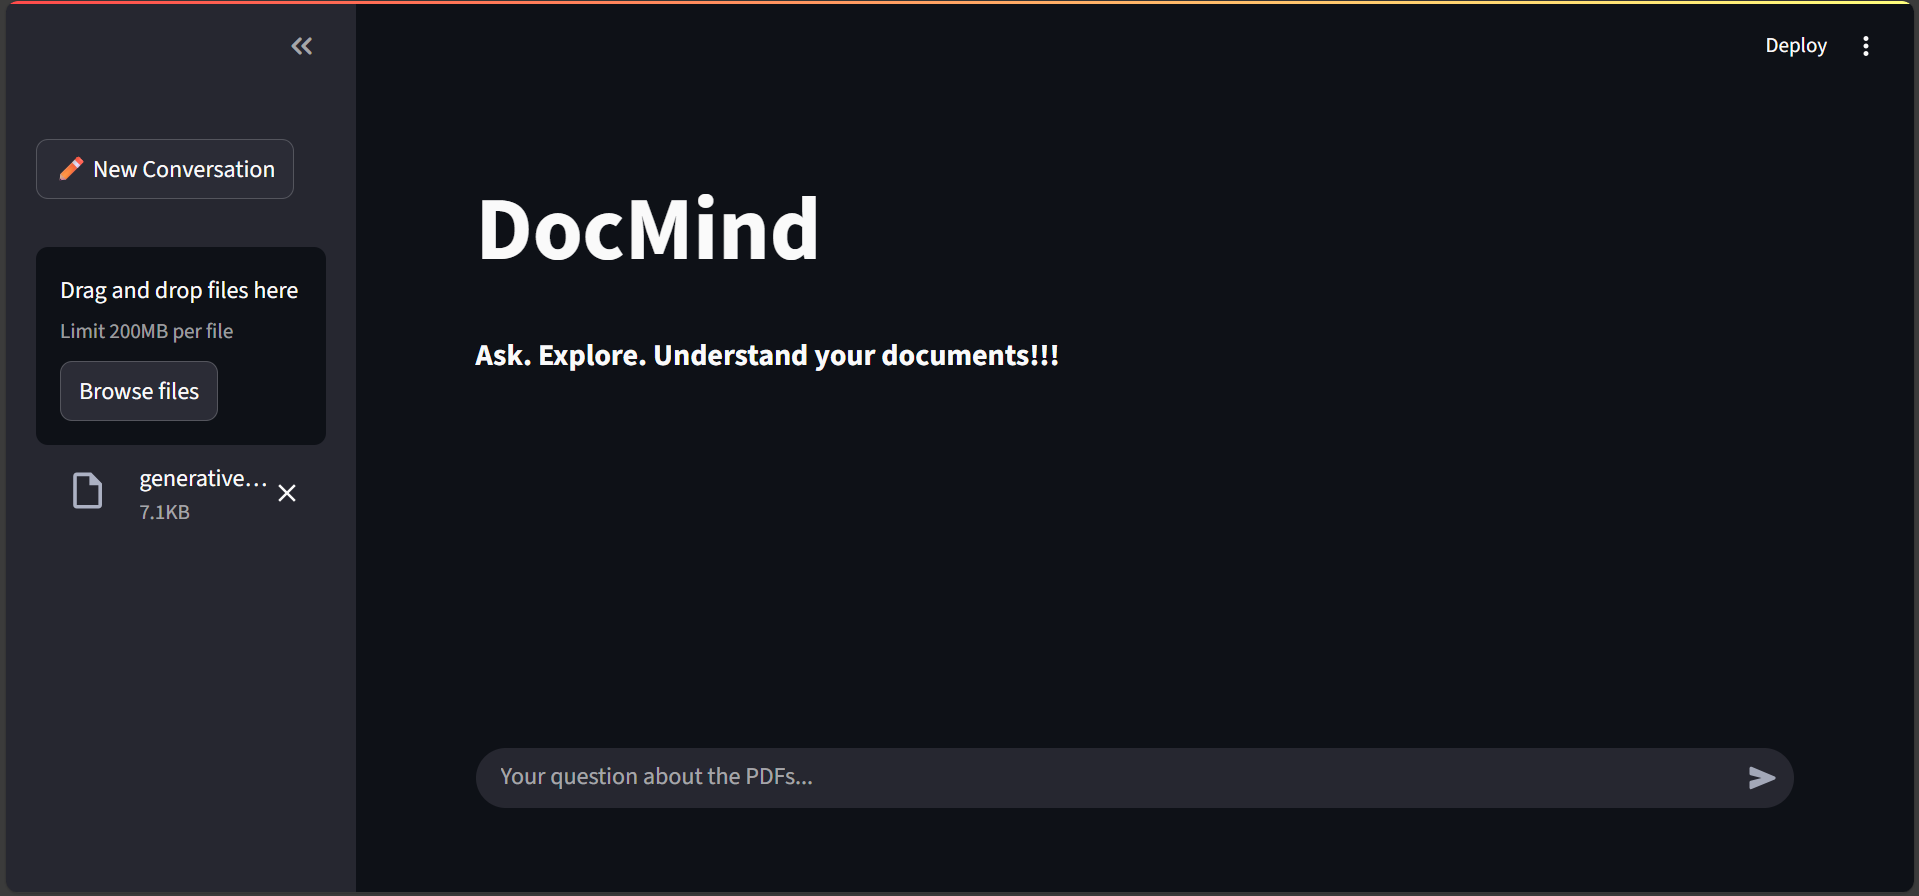 Deploy
New Conversation
DocMind
Drag and drop files here
Limit 200MB per file
Browse files
Ask. Explore. Understand your documents!!!
generative...
7.1KB
Your question about the PDFs...